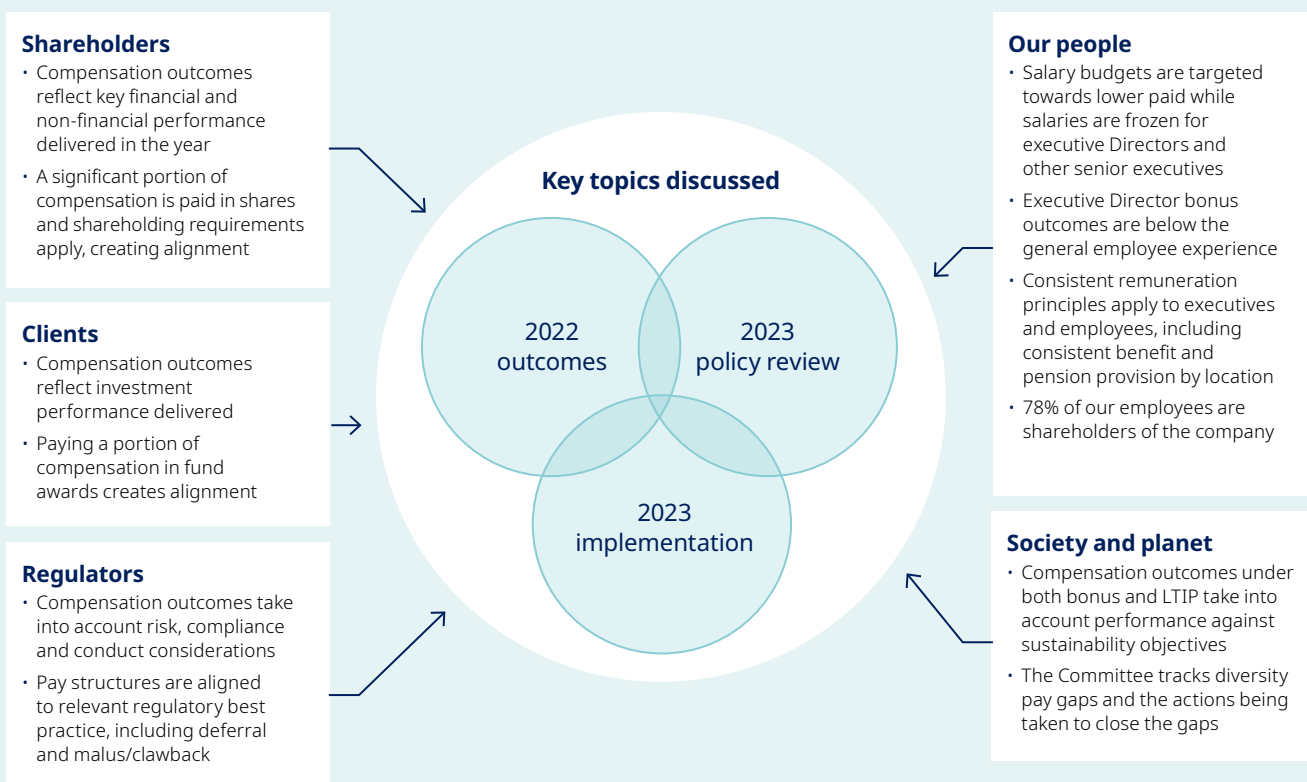 Shareholders
• Compensation outcomes
reflect key financial and
non-financial performance
delivered in the year
• A significant portion of
compensation is paid in shares
and shareholding requirements
apply, creating alignment
Clients
• Compensation outcomes
reflect investment
performance delivered
• Paying a portion of
compensation in fund
awards creates alignment
Regulators
• Compensation outcomes take
into account risk, compliance
and conduct considerations
• Pay structures are aligned
to relevant regulatory best
practice, including deferral
and malus/clawback
Key topics discussed
2022
outcomes
2023
policy review
2023
implementation
Our people
• Salary budgets are targeted
towards lower paid while
salaries are frozen for
executive Directors and
other senior executives
• Executive Director bonus
outcomes are below the
general employee experience
• Consistent remuneration
principles apply to executives
and employees, including
consistent benefit and
pension provision by location
• 78% of our employees are
shareholders of the company
Society and planet
• Compensation outcomes under
both bonus and LTIP take into
account performance against
sustainability objectives
• The Committee tracks diversity
pay gaps and the actions being
taken to close the gaps